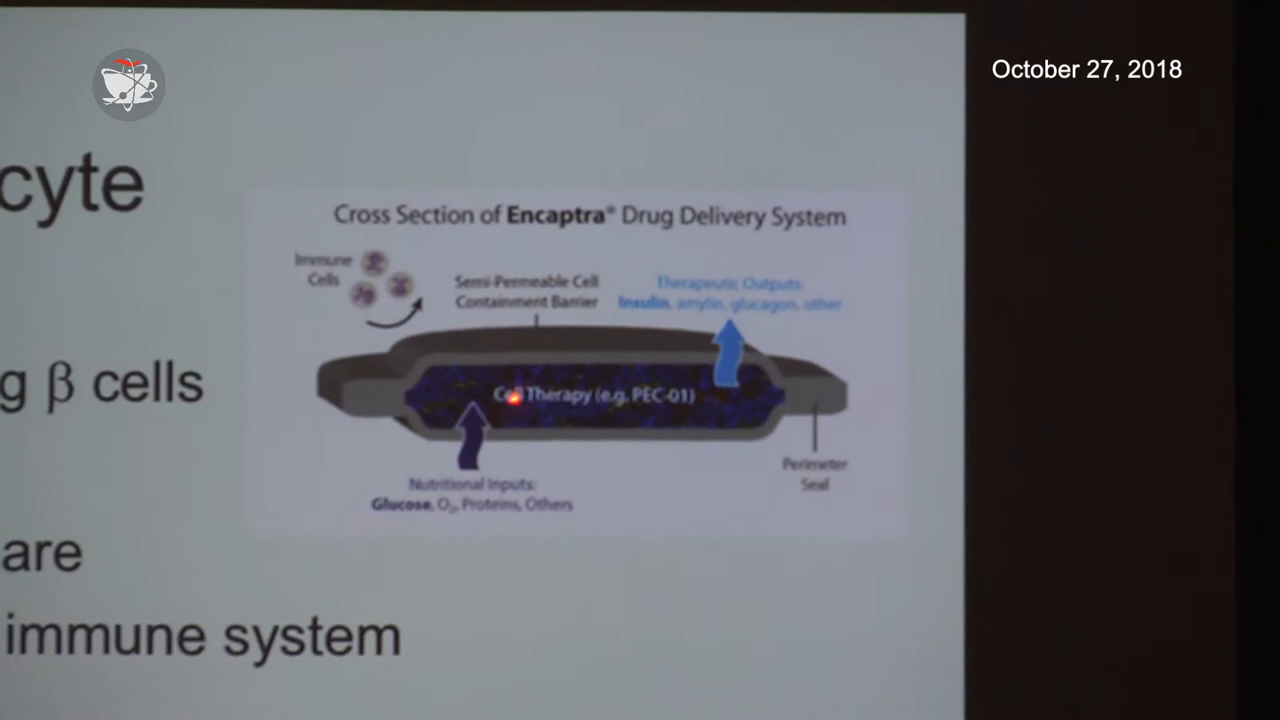 October 27, 2018
cyte
Cross Section of Encaptra® Drug Delivery System
Immune
Cells
Semi-Permeable Cell
Containment Barrier
Therapeutic Outputs:
Insulin, amylin, glucagon, other
g β cells
Cell Therapy (e.g. PEC-01)
Perimeter
Seal
Nutritional Inputs:
Glucose, O₂, Proteins, Others
are
immune system